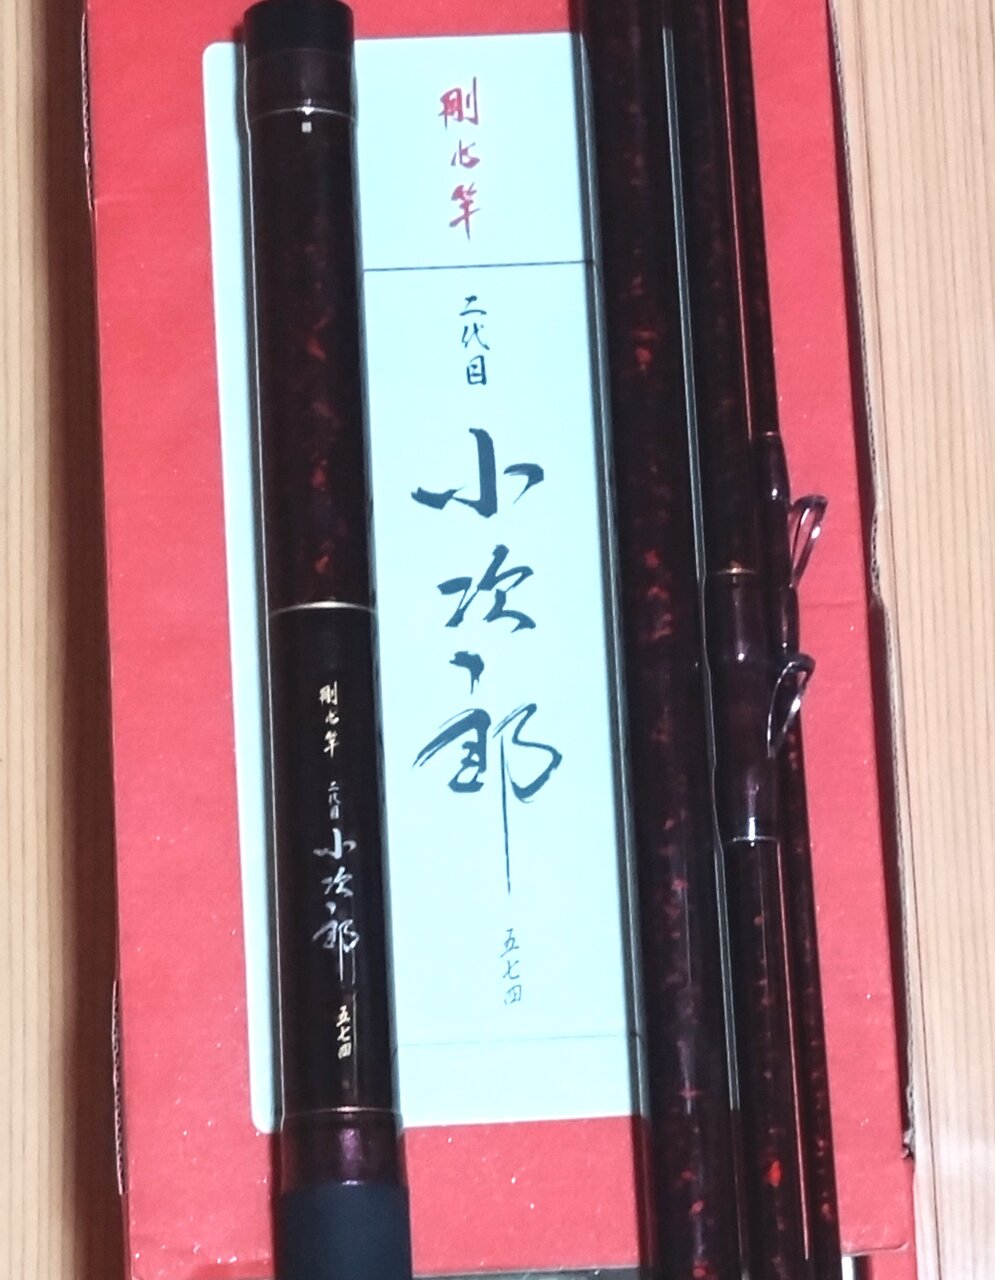 剛心竿
二代目
小次郎
五七四
剛心竿 二代目 小次郎 五七四